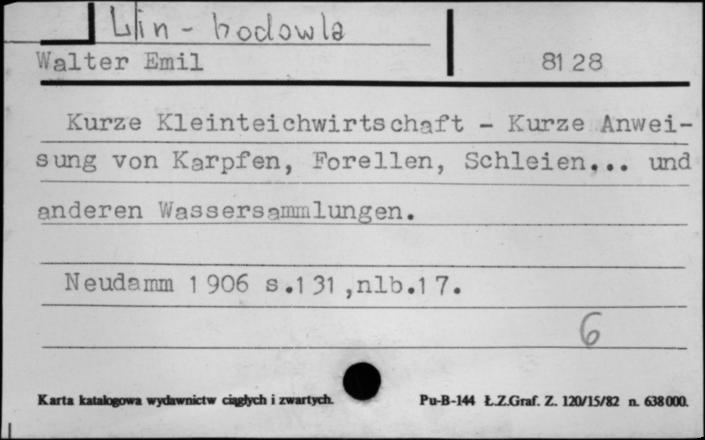 Lin - hodowla
Walter Emil 8128
Kurze Kleinteichwirtschaft - Kurze Anwei-
sung von Karpfen, Forellen, Schleien... und
anderen Wassersammlungen.
Neudamm 1906 s.131,nlb.17.
6
Karta katalogowa wydawnictw ciągłych i zwartych. Pu-B-144 Ł.Z.Graf. Z. 120/15/82 n. 638000.